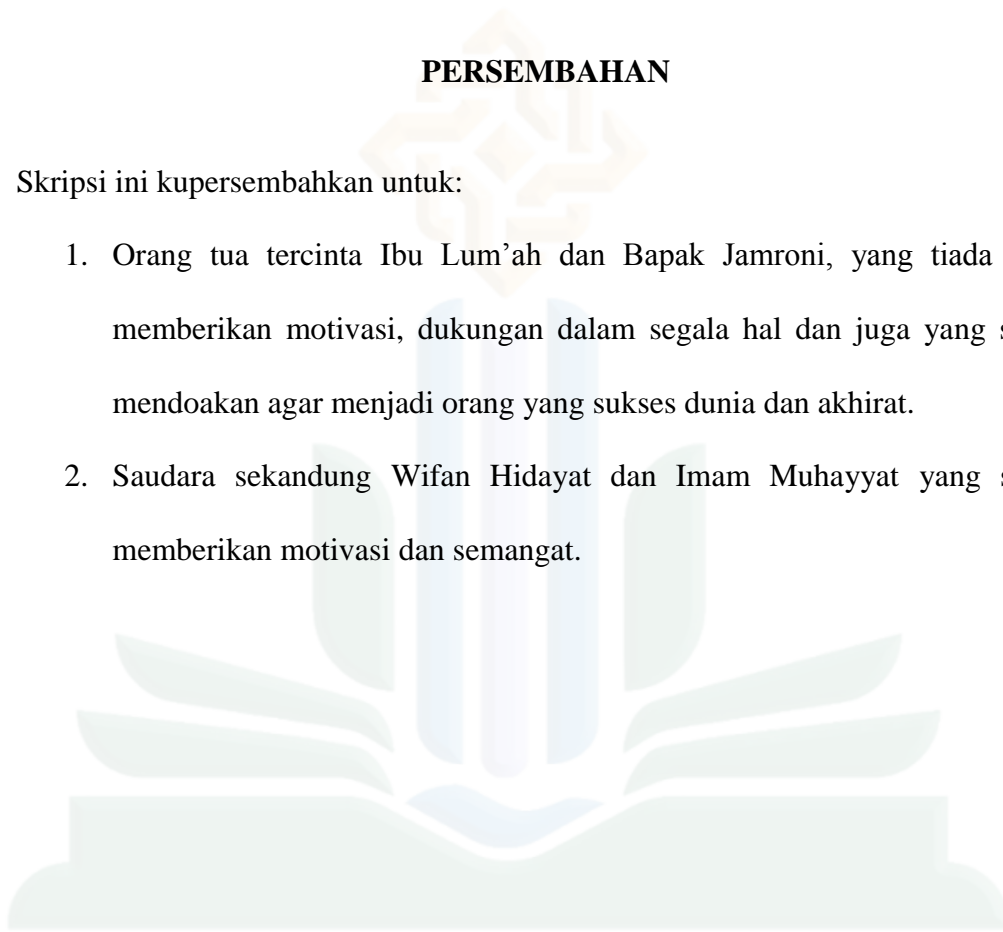 PERSEMBAHAN
Skripsi ini kupersembahkan untuk:
1. Orang tua tercinta Ibu Lum’ah dan Bapak Jamroni, yang tiada
memberikan motivasi, dukungan dalam segala hal dan juga yang
mendoakan agar menjadi orang yang sukses dunia dan akhirat.
2. Saudara sekandung Wifan Hidayat dan Imam Muhayyat yang
memberikan motivasi dan semangat.